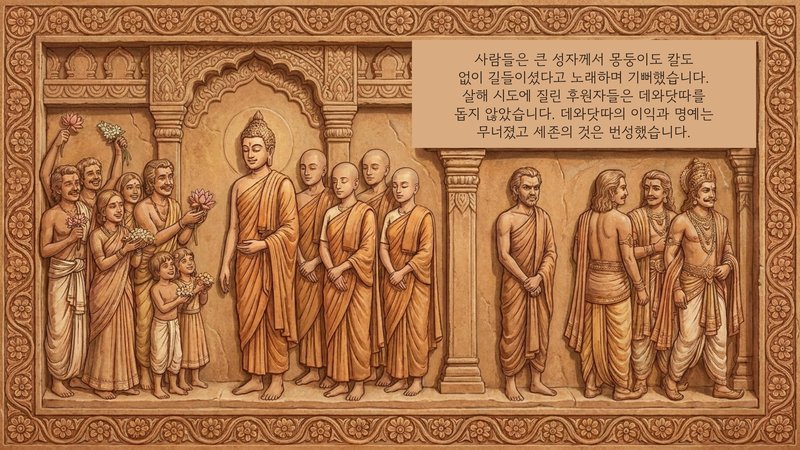 사람들은 큰 성자께서 몽둥이도 칼도
없이 길들이셨다고 노래하며 기뻐했습니다.
살해 시도에 질린 후원자들은 데와닷따를
돕지 않았습니다. 데와닷따의 이익과 명예는
무너졌고 세존의 것은 번성했습니다.